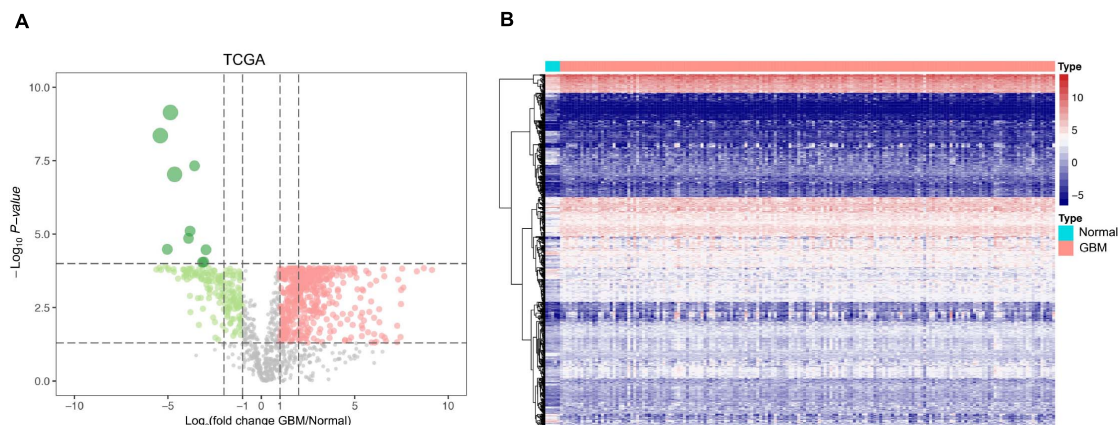 A
B
TCGA
10.0
7.5
5.0
2.5
0.0
−Log10 P-value
−10
−5
−1
0
1
5
10
Log2(fold change GBM/Normal)
Type
Type
10
5
0
−5
Type
Normal
GBM